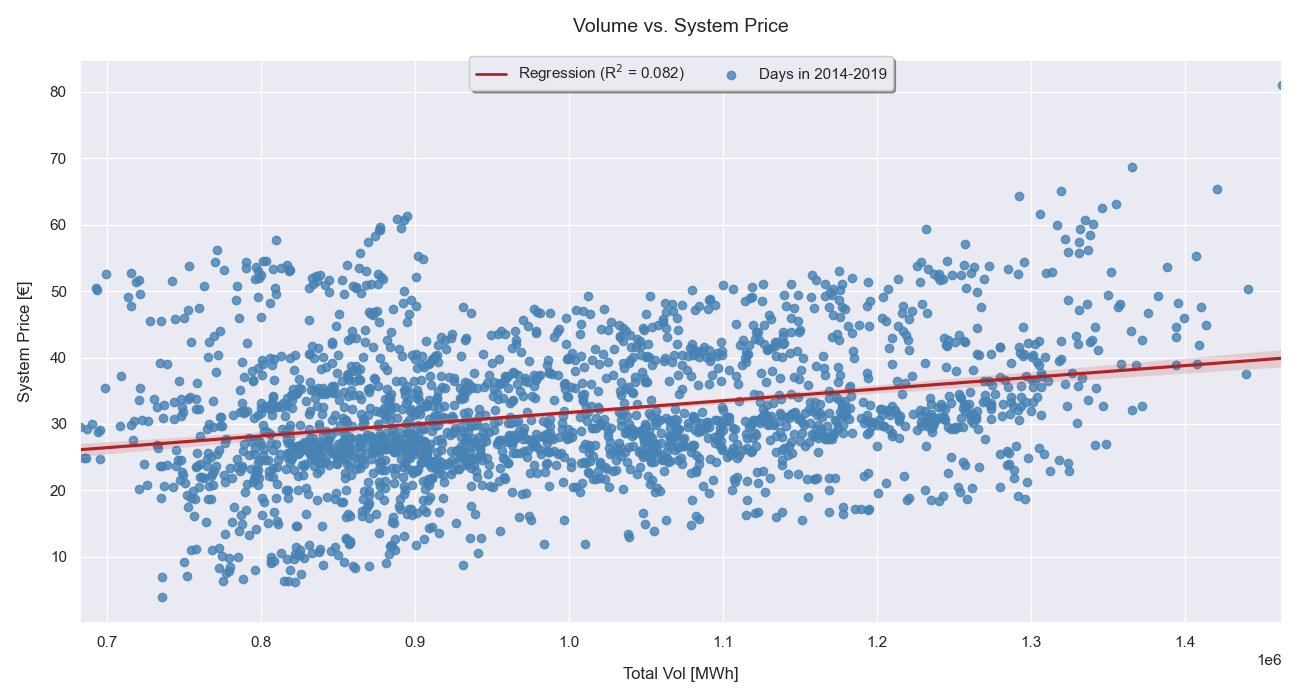 Volume vs. System Price
Regression (R² = 0.082) Days in 2014-2019
80
70
60
50
40
30
20
10
System Price [€]
0.7 0.8 0.9 1.0 1.1 1.2 1.3 1.4
1e6
Total Vol [MWh]